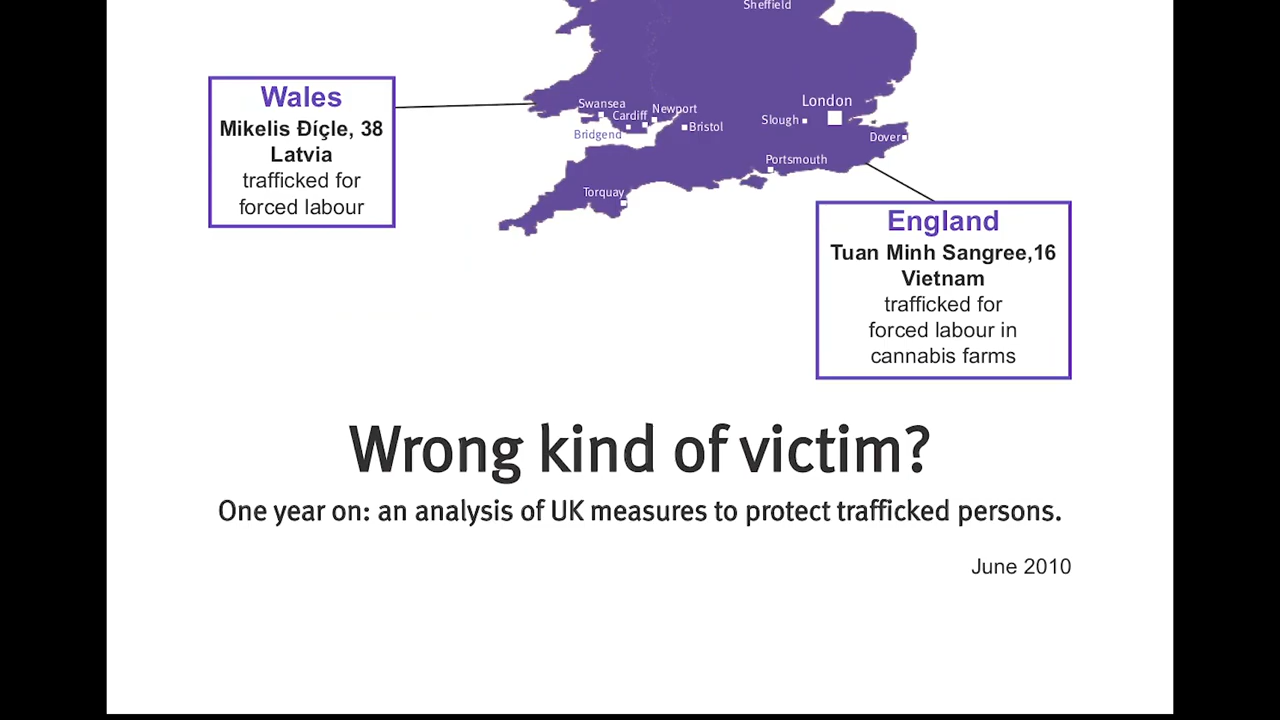 Sheffield
Wales
Mikelis Ðíçle, 38
Latvia
trafficked for
forced labour
Swansea
Cardiff
Newport
Bridgend
Bristol
London
Slough
Dover
Portsmouth
Torquay
England
Tuan Minh Sangree,16
Vietnam
trafficked for
forced labour in
cannabis farms
Wrong kind of victim?
One year on: an analysis of UK measures to protect trafficked persons.
June 2010